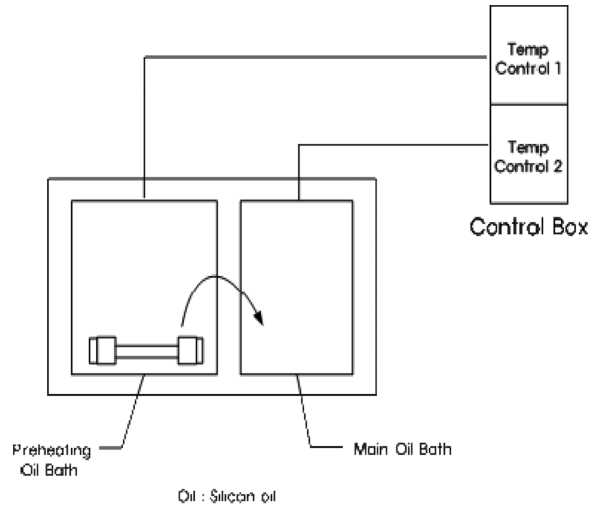 Temp
Control 1
Temp
Control 2
Control Box
Preheating
Oil Bath
Main Oil Bath
Oil : Silicon oil